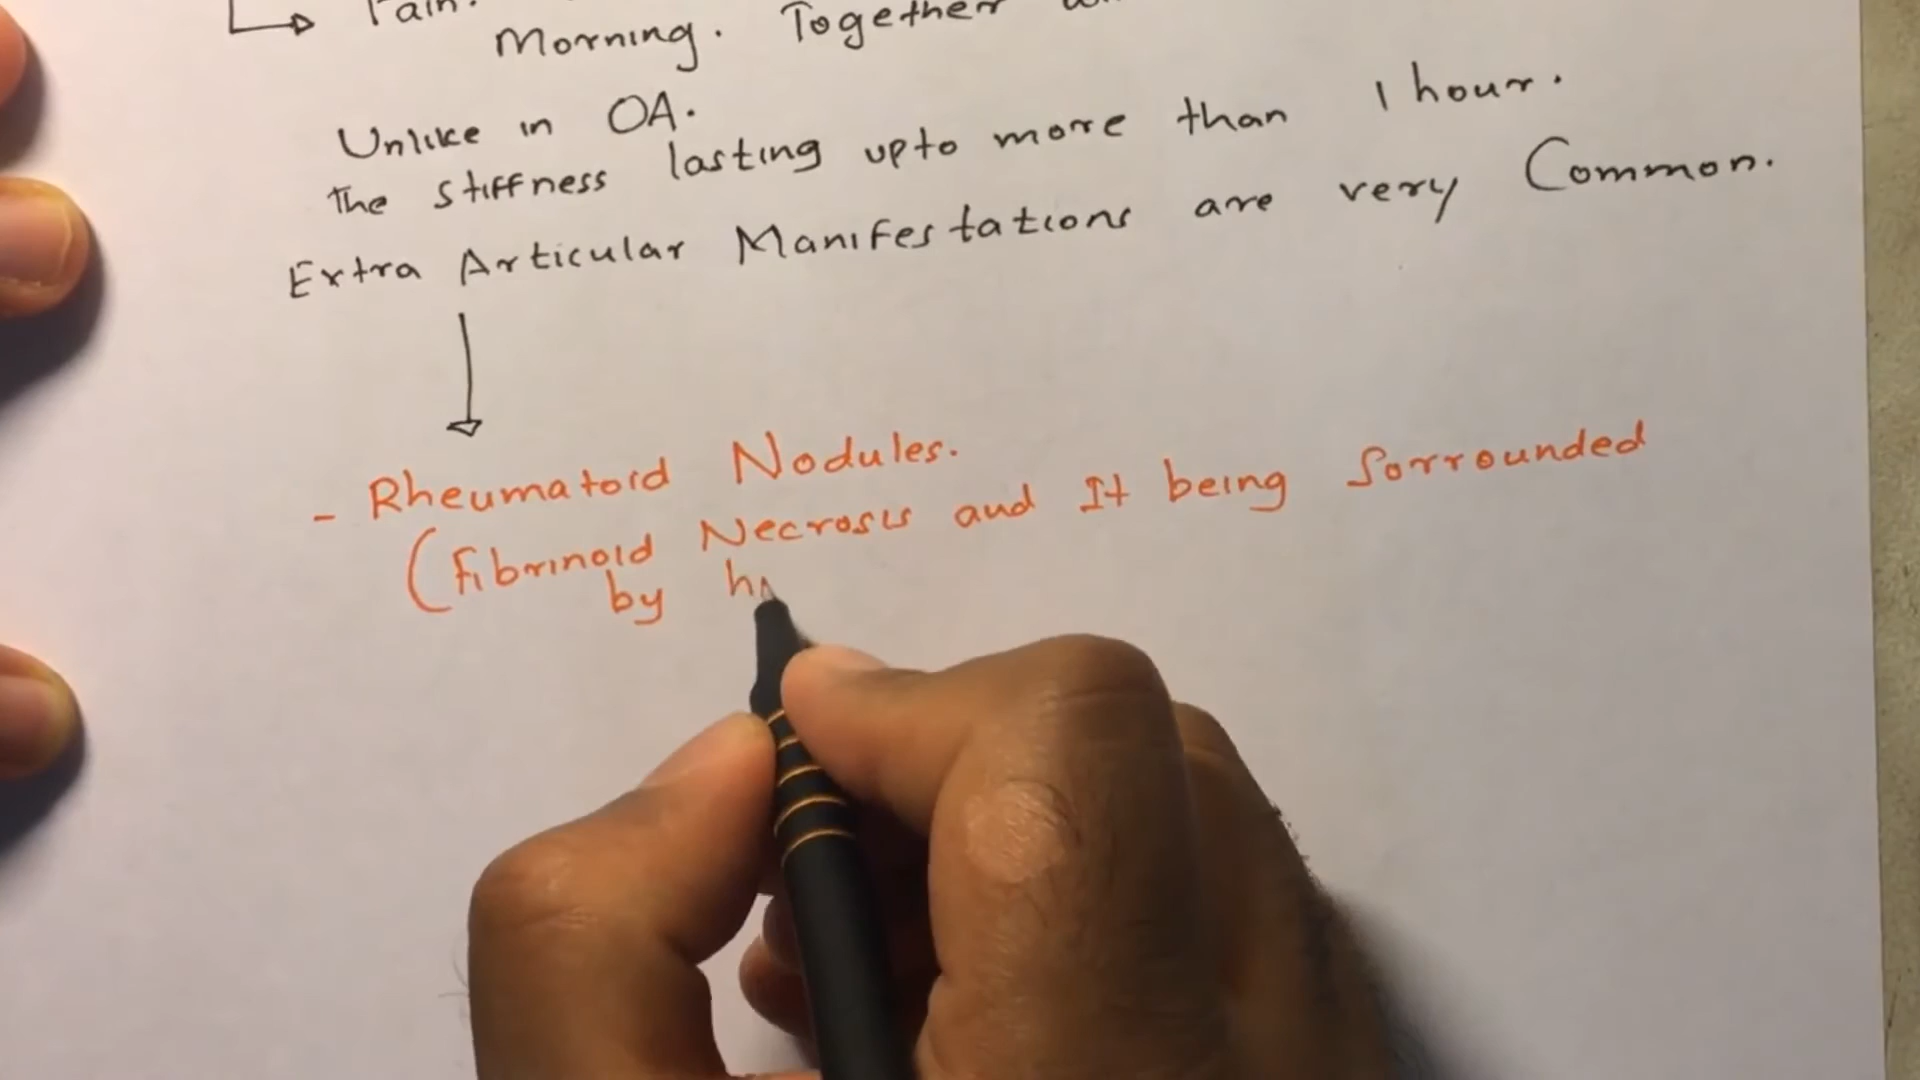 Pain.
Morning. Together
Unlike in OA.
The stiffness lasting upto more than 1 hour.
Extra Articular Manifestations are very Common.
- Rheumatoid Nodules.
(Fibrinoid Necrosis and It being Sorrounded
by